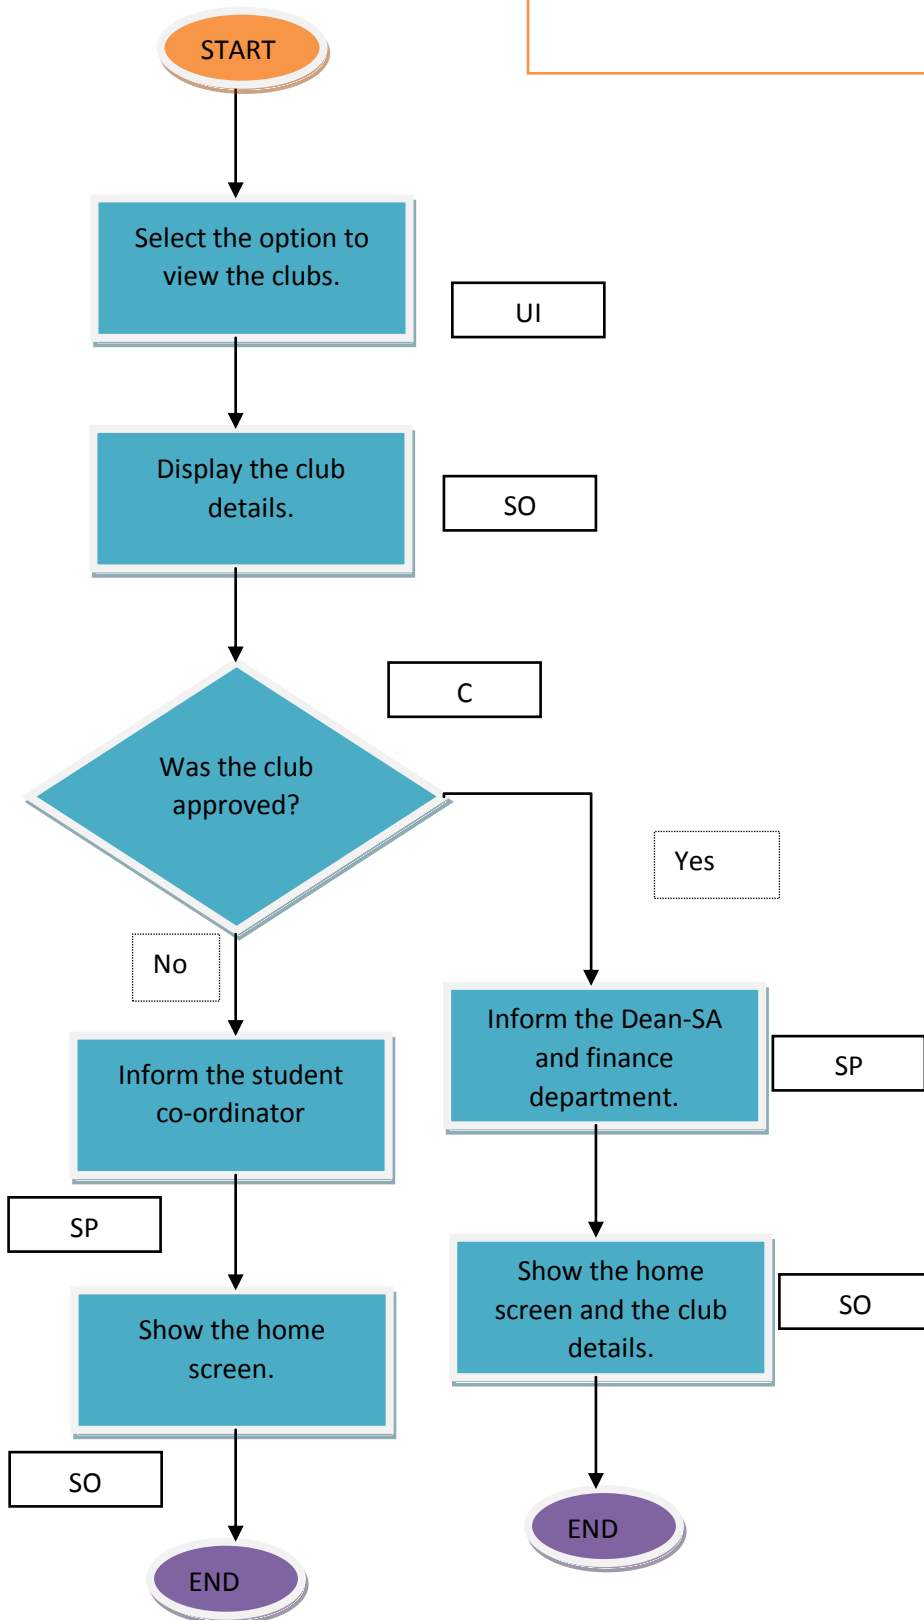 START
Select the option to
view the clubs.
UI
Display the club
details.
SO
C
Was the club
approved?
Yes
No
Inform the Dean-SA
and finance
department.
SP
Inform the student
co-ordinator
SP
Show the home
screen and the club
details.
SO
Show the home
screen.
SO
END
END